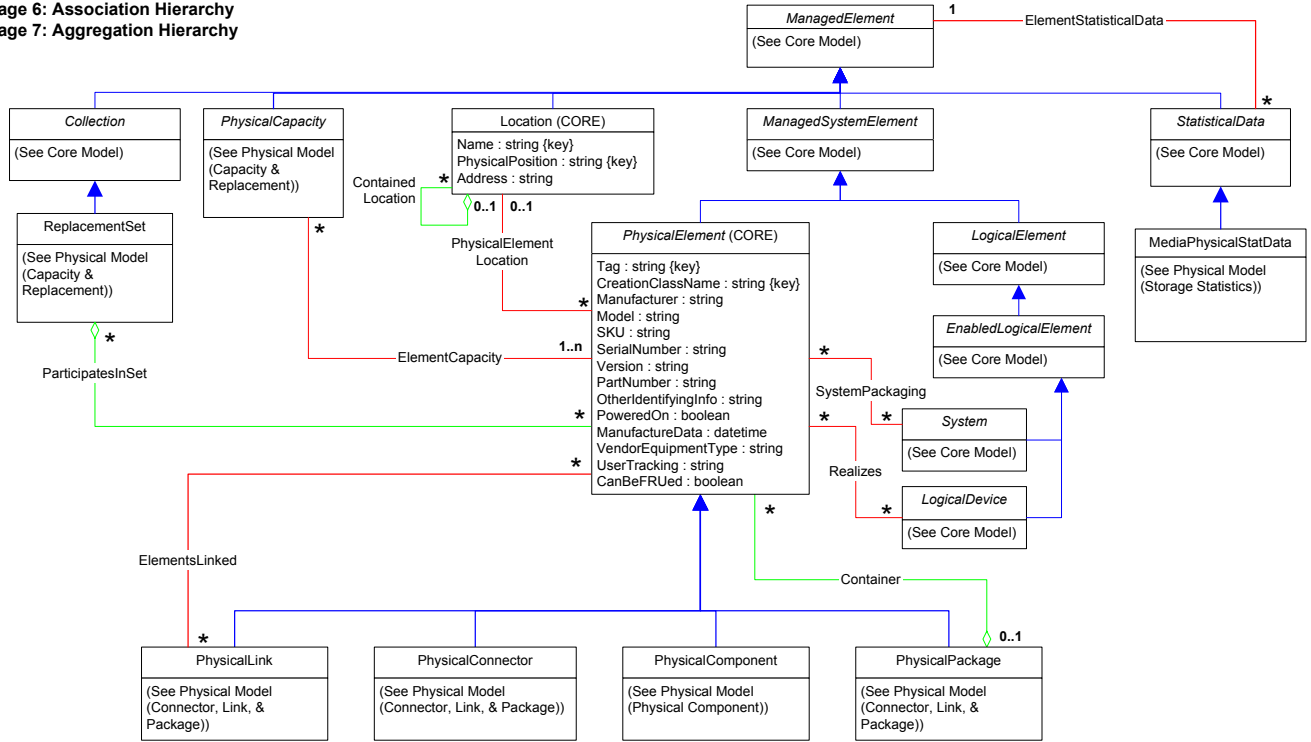 age 6: Association Hierarchy
age 7: Aggregation Hierarchy
ManagedElement
(See Core Model)
1
ElementStatisticalData
*
Collection
(See Core Model)
PhysicalCapacity
(See Physical Model
(Capacity &
Replacement))
*
Location (CORE)
Name : string {key}
PhysicalPosition : string {key}
Address : string
Contained
Location
*
0..1
0..1
PhysicalElement
Location
*
ManagedSystemElement
(See Core Model)
StatisticalData
(See Core Model)
ReplacementSet
(See Physical Model
(Capacity &
Replacement))
*
ParticipatesInSet
*
ElementCapacity
1..n
PhysicalElement (CORE)
Tag : string {key}
CreationClassName : string {key}
Manufacturer : string
Model : string
SKU : string
SerialNumber : string
Version : string
PartNumber : string
OtherIdentifyingInfo : string
PoweredOn : boolean
ManufactureData : datetime
VendorEquipmentType : string
UserTracking : string
CanBeFRUed : boolean
LogicalElement
(See Core Model)
MediaPhysicalStatData
(See Physical Model
(Storage Statistics))
EnabledLogicalElement
(See Core Model)
*
SystemPackaging
*
System
(See Core Model)
*
Realizes
*
LogicalDevice
(See Core Model)
*
ElementsLinked
*
*
Container
0..1
PhysicalLink
(See Physical Model
(Connector, Link, &
Package))
PhysicalConnector
(See Physical Model
(Connector, Link, & Package))
PhysicalComponent
(See Physical Model
(Physical Component))
PhysicalPackage
(See Physical Model
(Connector, Link, &
Package))